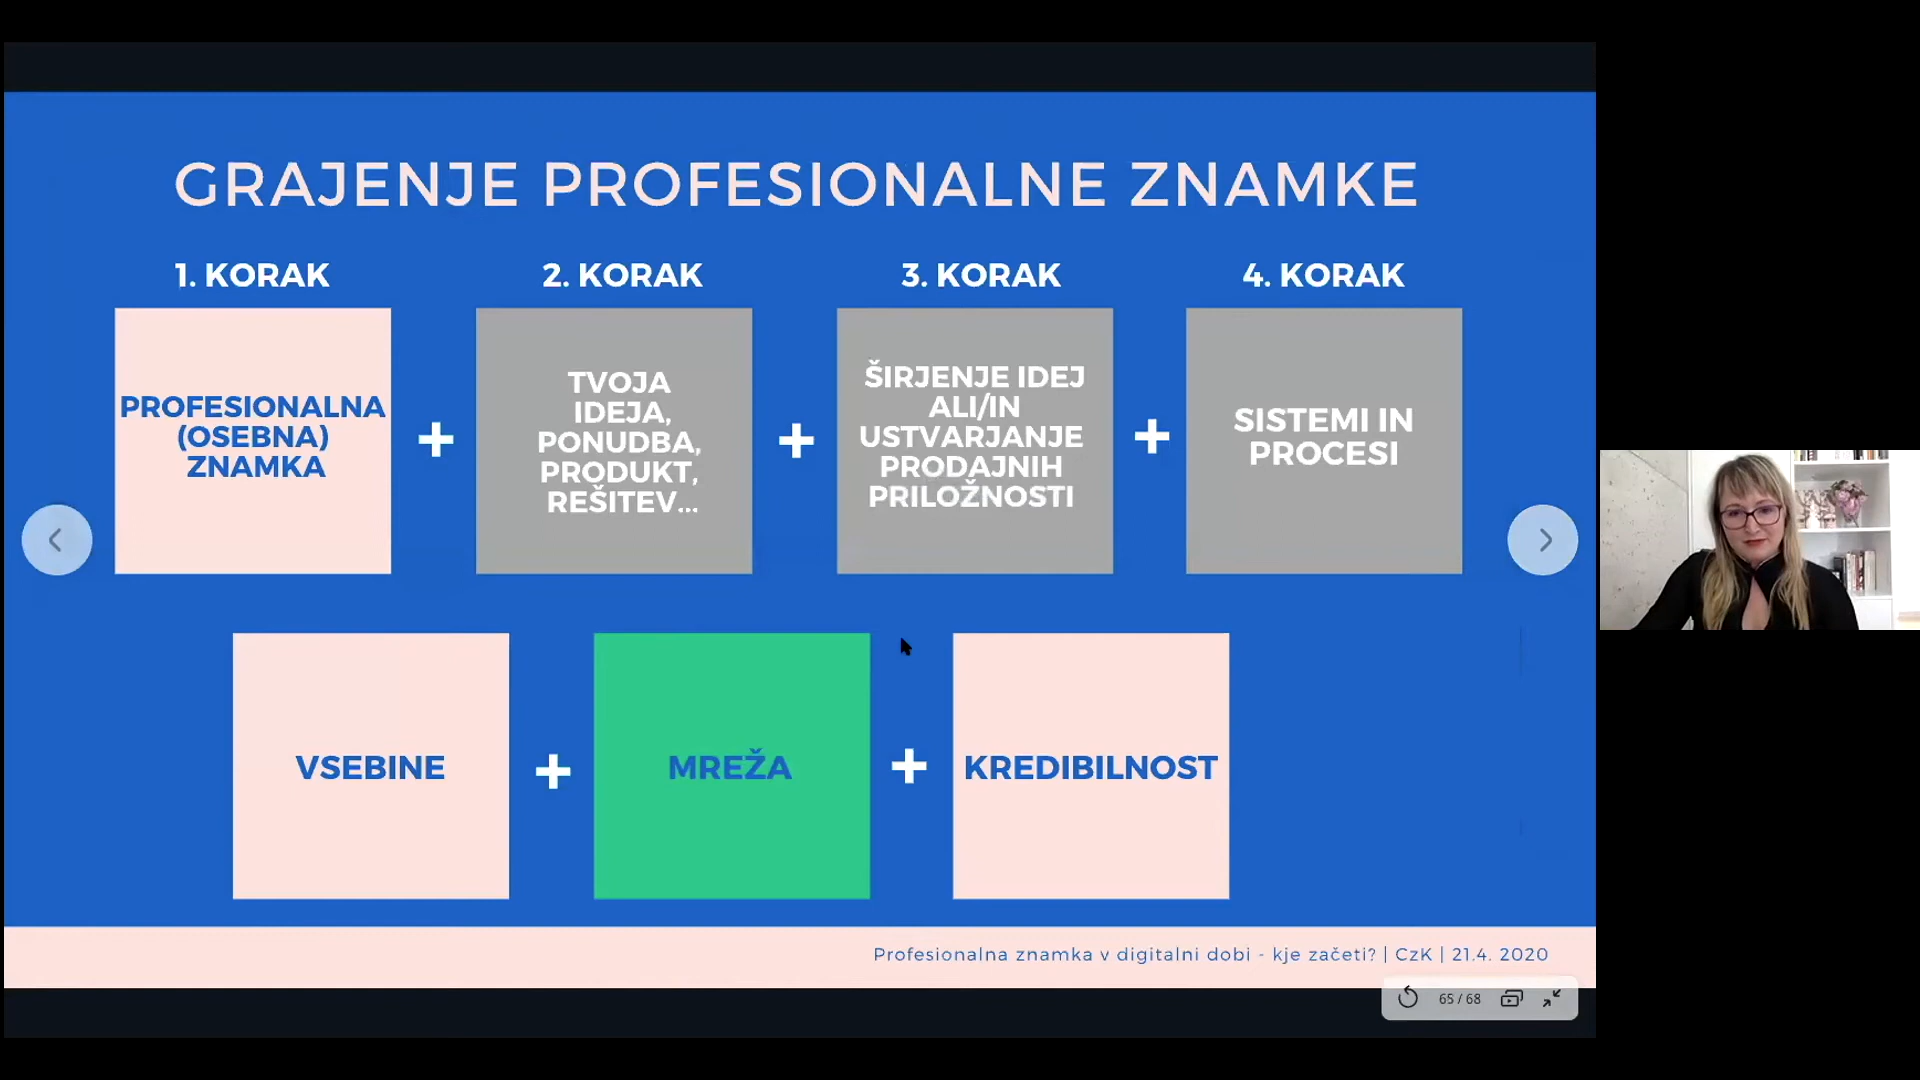 GRAJENJE PROFESIONALNE ZNAMKE
1. KORAK
2. KORAK
3. KORAK
4. KORAK
PROFESIONALNA
(OSEBNA)
ZNAMKA
+
TVOJA
IDEJA,
PONUDBA,
PRODUKT,
REŠITEV...
+
ŠIRJENJE IDEJ
ALI/IN
USTVARJANJE
PRODAJNIH
PRILOŽNOSTI
+
SISTEMI IN
PROCESI
VSEBINE
+
MREŽA
+
KREDIBILNOST
Profesionalna znamka v digitalni dobi - kje začeti? | CzK | 21.4. 2020
65 / 68